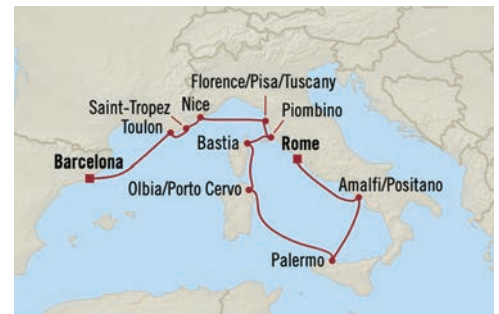 Florence/Pisa/Tuscany
Saint-Tropez
Nice
Piombino
Toulon
Bastia
Rome
Barcelona
Olbia/Porto Cervo
Amalfi/Positano
Palermo